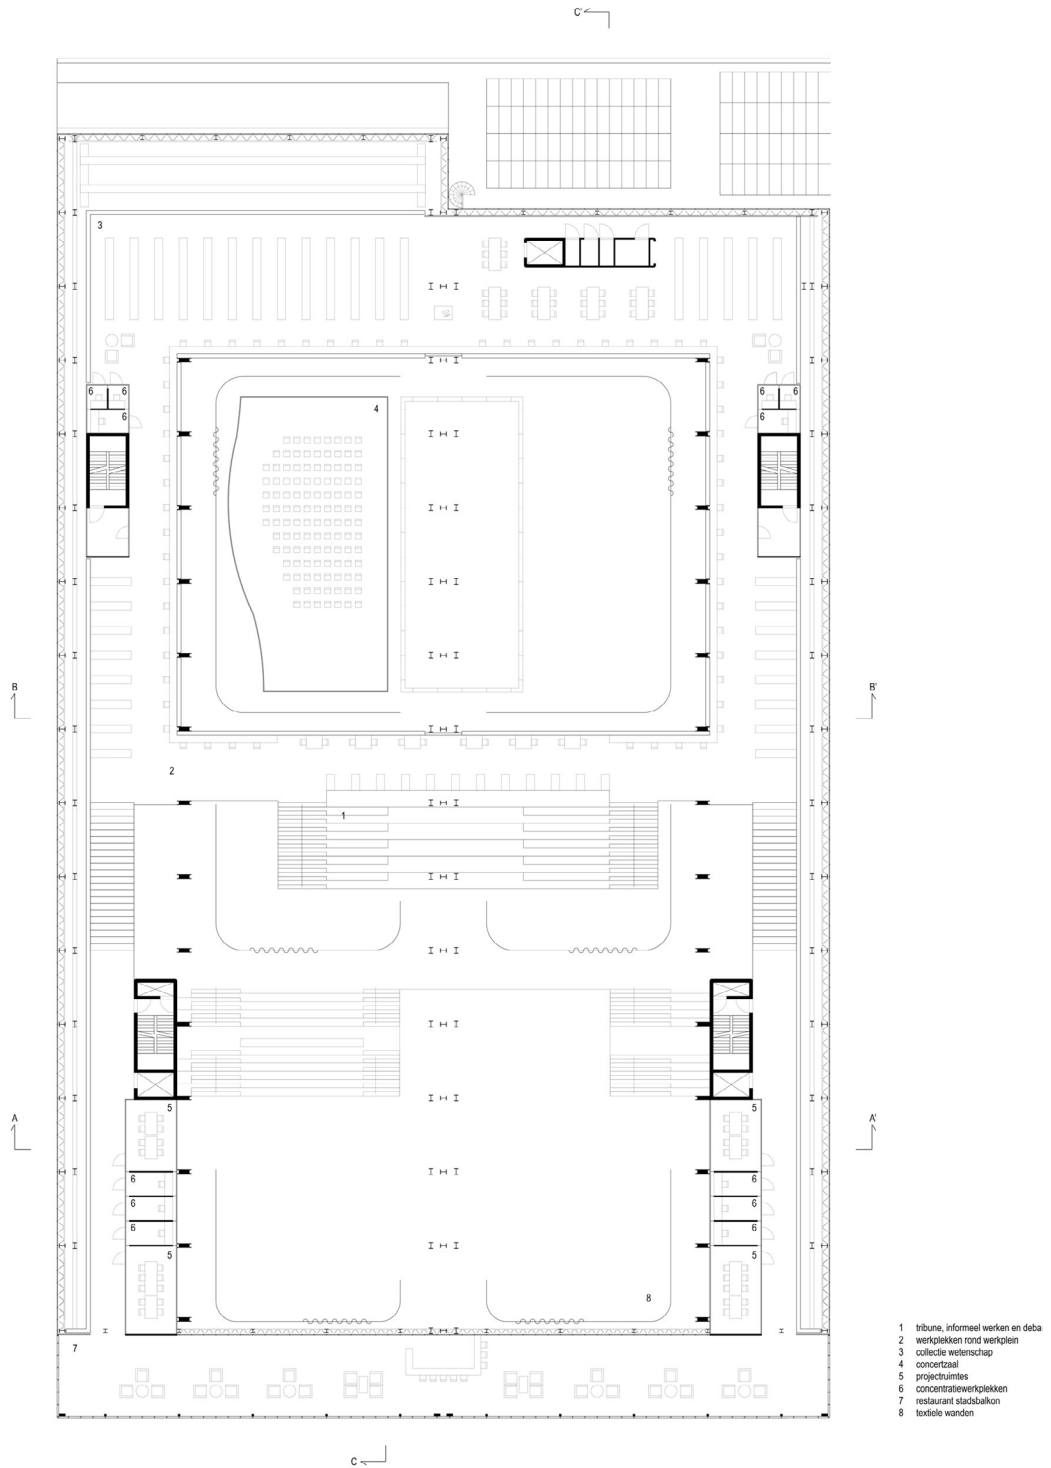 C'
3
4
6 6
6
6 6
6
B
B'
2
1
A
A'
5
5
6
6
6
6
6
6
5
5
8
7
C
1 tribune, informeel werken en deba
2 werkplekken rond werkplein
3 collectie wetenschap
4 concertzaal
5 projectruimtes
6 concentratiewerkplekken
7 restaurant stadsbalkon
8 textiele wanden